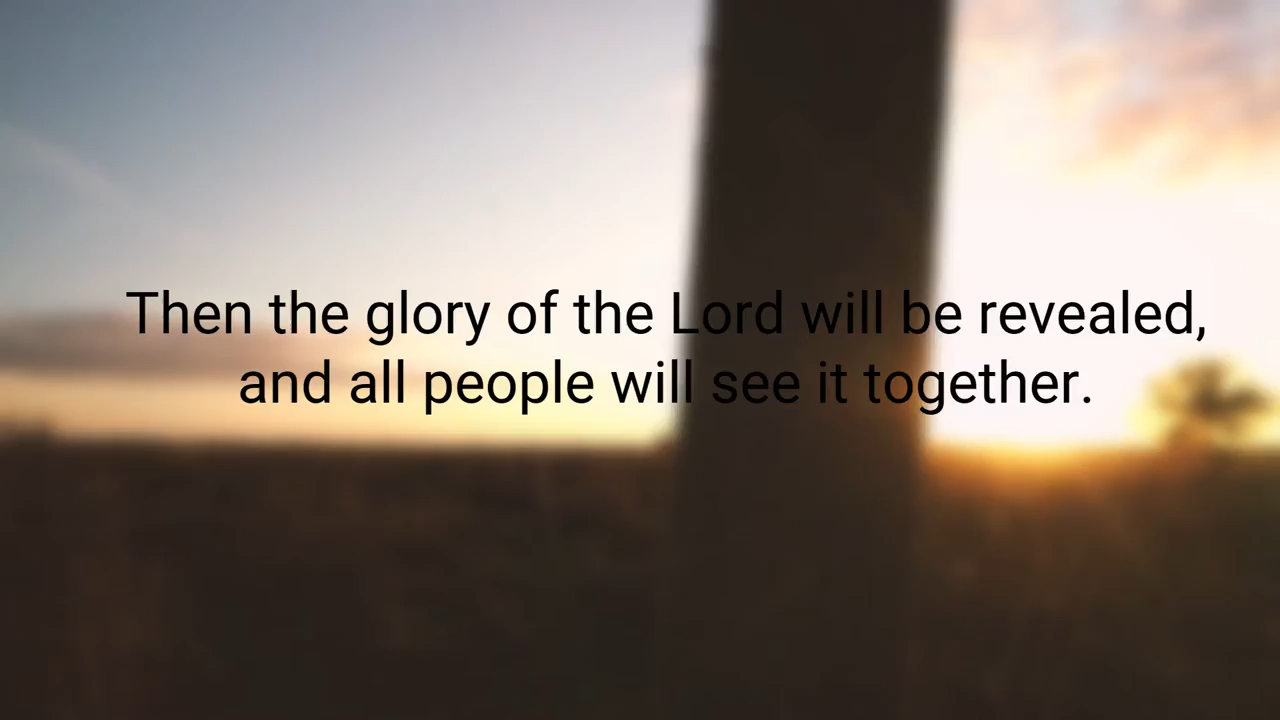 Then the glory of the Lord will be revealed,
and all people will see it together.